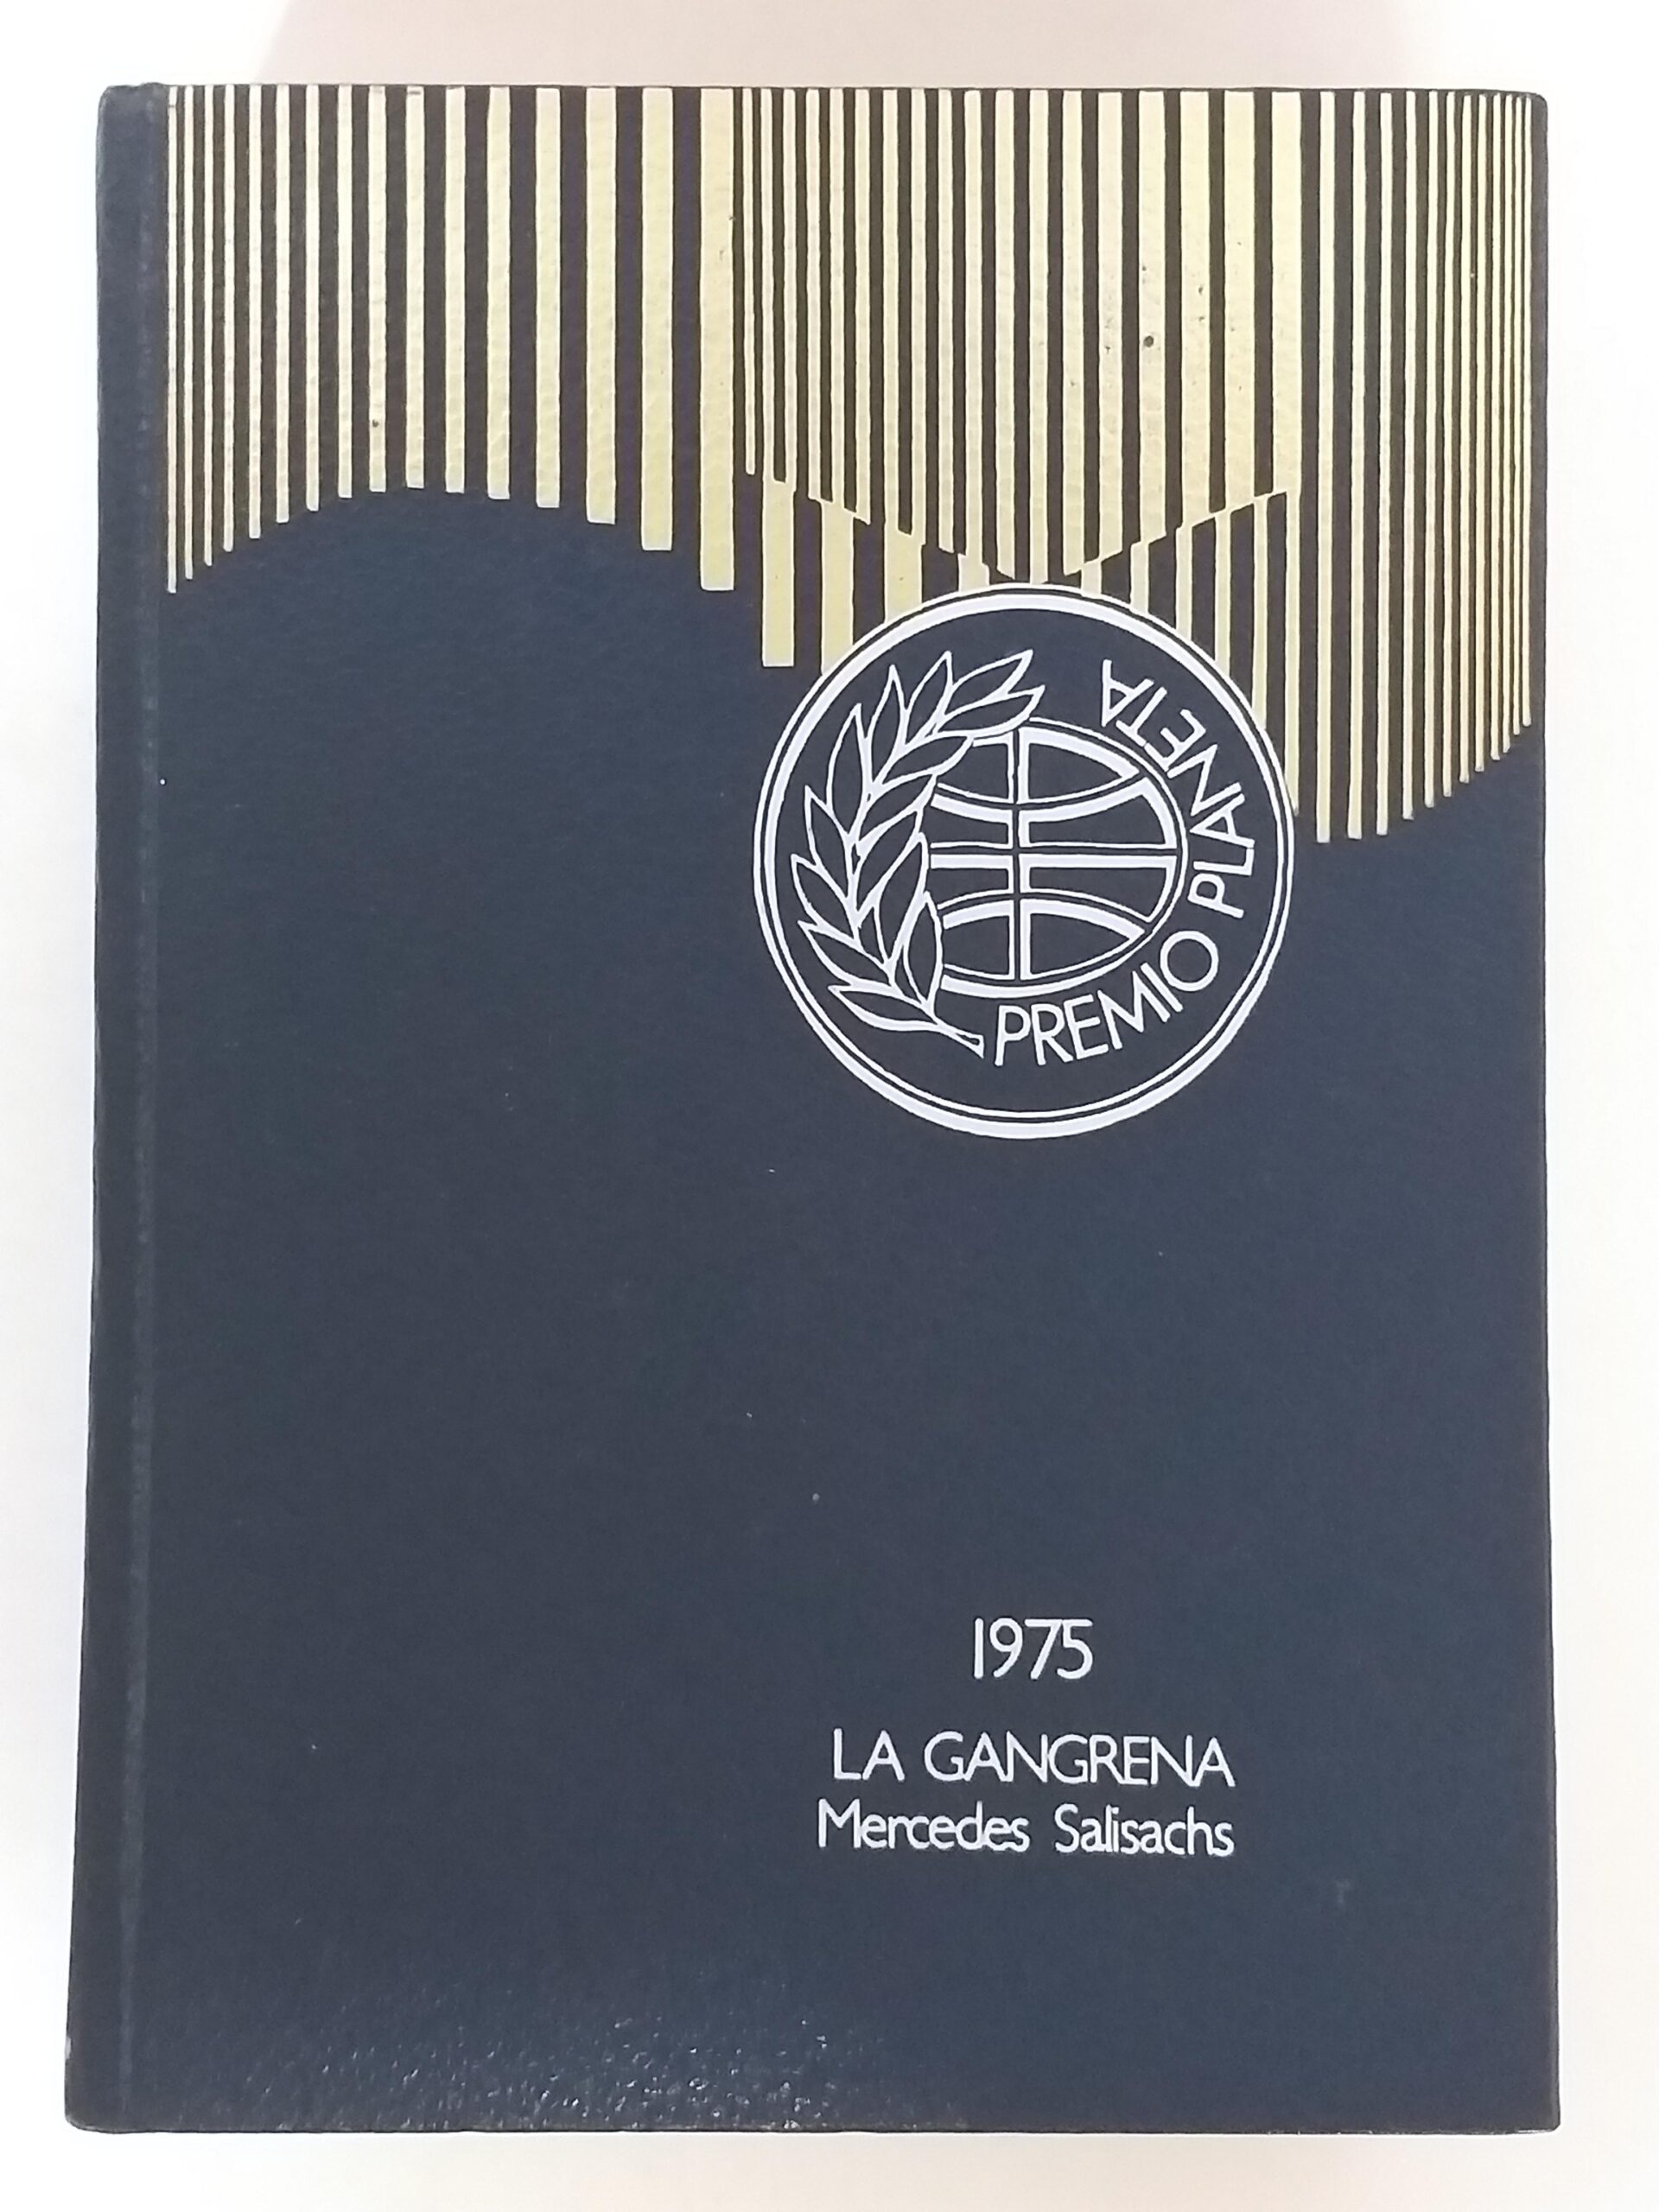 PREMIO PLANETA
1975
LA GANGRENA
Mercedes Salisachs